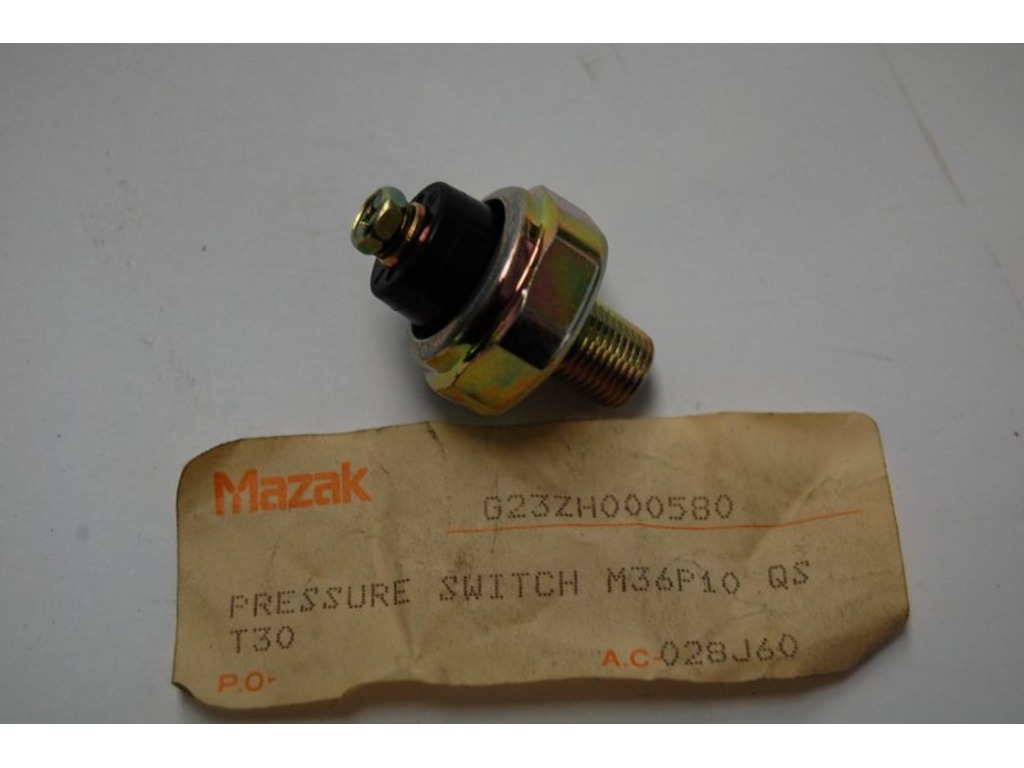 Mazak
G23ZH000580
PRESSURE SWITCH M36P10 QS
T30
P.O-
A.C-028J60